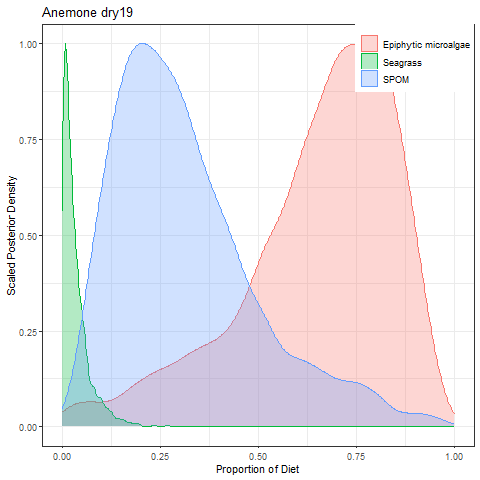 Anemone dry19
Epiphytic microalgae
Seagrass
SPOM
1.00
0.75
0.50
0.25
0.00
Scaled Posterior Density
0.00 0.25 0.50 0.75 1.00
Proportion of Diet